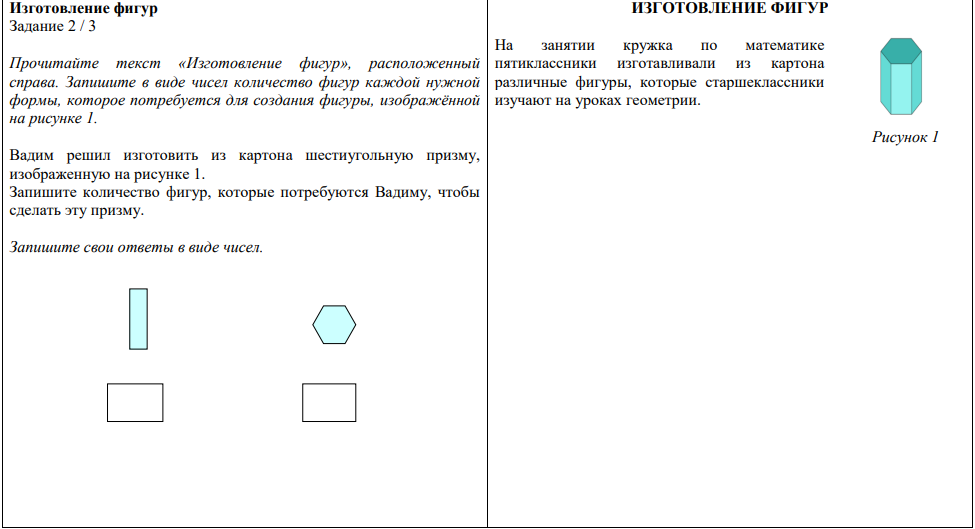 Изготовление фигур
Задание 2 / 3
Прочитайте текст «Изготовление фигур», расположенный
справа. Запишите в виде чисел количество фигур каждой нужной
формы, которое потребуется для создания фигуры, изображённой
на рисунке 1.
Вадим решил изготовить из картона шестиугольную призму,
изображенную на рисунке 1.
Запишите количество фигур, которые потребуются Вадиму, чтобы
сделать эту призму.
Запишите свои ответы в виде чисел.
ИЗГОТОВЛЕНИЕ ФИГУР
На занятии кружка по математике
пятиклассники изготавливали из картона
различные фигуры, которые старшеклассники
изучают на уроках геометрии.
Рисунок 1